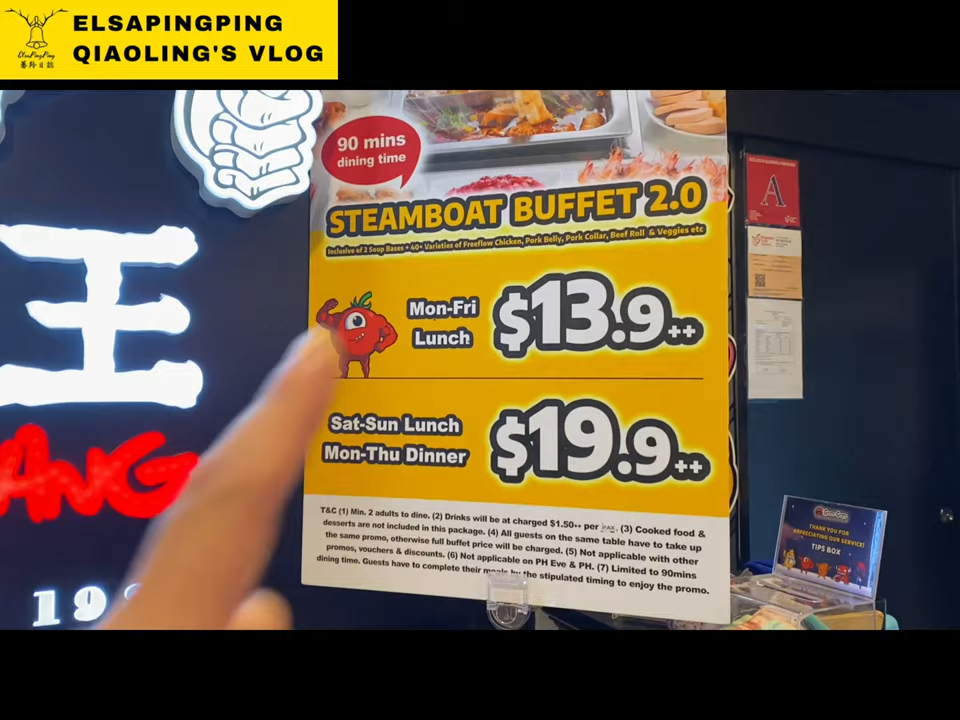 ELSAPINGPING
QIAOLING'S VLOG
90 mins
dining time
STEAMBOAT BUFFET 2.0
Inclusive of 2 Soup Bases • 40+ Varieties of Freeflow Chicken, Pork Belly, Pork Collar, Beef Roll & Veggies etc
Mon-Fri
Lunch
$13.9++
Sat-Sun Lunch
Mon-Thu Dinner
$19.9++
T&C (1) Min. 2 adults to dine. (2) Drinks will be at charged $1.50++ per PAX. (3) Cooked food &
desserts are not included in this package. (4) All guests on the same table have to take up
the same promo, otherwise full buffet price will be charged. (5) Not applicable with other
promos, vouchers & discounts. (6) Not applicable on PH Eve & PH. (7) Limited to 90mins
dining time. Guests have to complete their meals by the stipulated timing to enjoy the promo.
王
ANG
19
A
THANK YOU FOR
APPRECIATING OUR SERVICE!
TIPS BOX